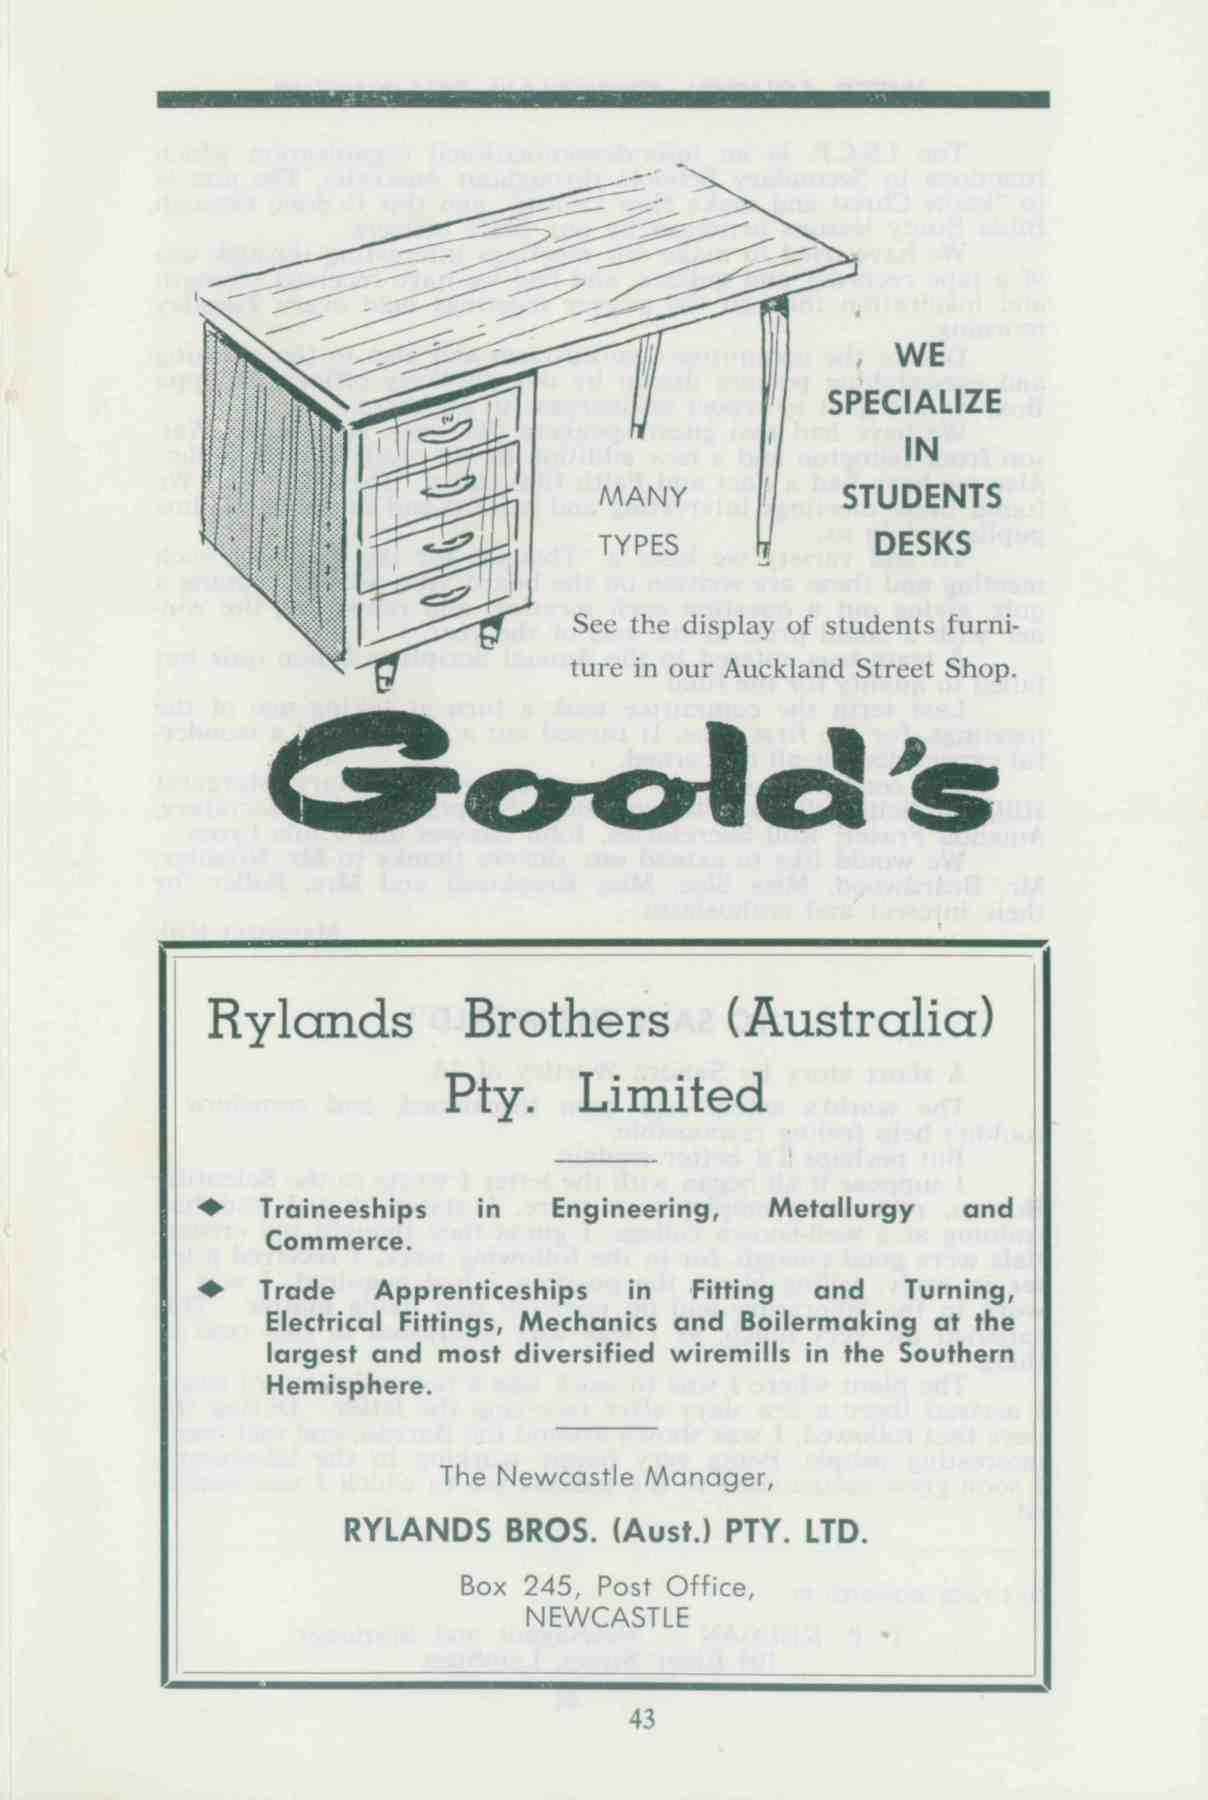 WE
SPECIALIZE
IN
STUDENTS
DESKS
MANY
TYPES
See the display of students furni-
ture in our Auckland Street Shop.
Goold's
Rylands Brothers (Australia)
Pty. Limited
◆ Traineeships in Engineering, Metallurgy and
Commerce.
◆ Trade Apprenticeships in Fitting and Turning,
Electrical Fittings, Mechanics and Boilermaking at the
largest and most diversified wiremills in the Southern
Hemisphere.
The Newcastle Manager,
RYLANDS BROS. (Aust.) PTY. LTD.
Box 245, Post Office,
NEWCASTLE
43